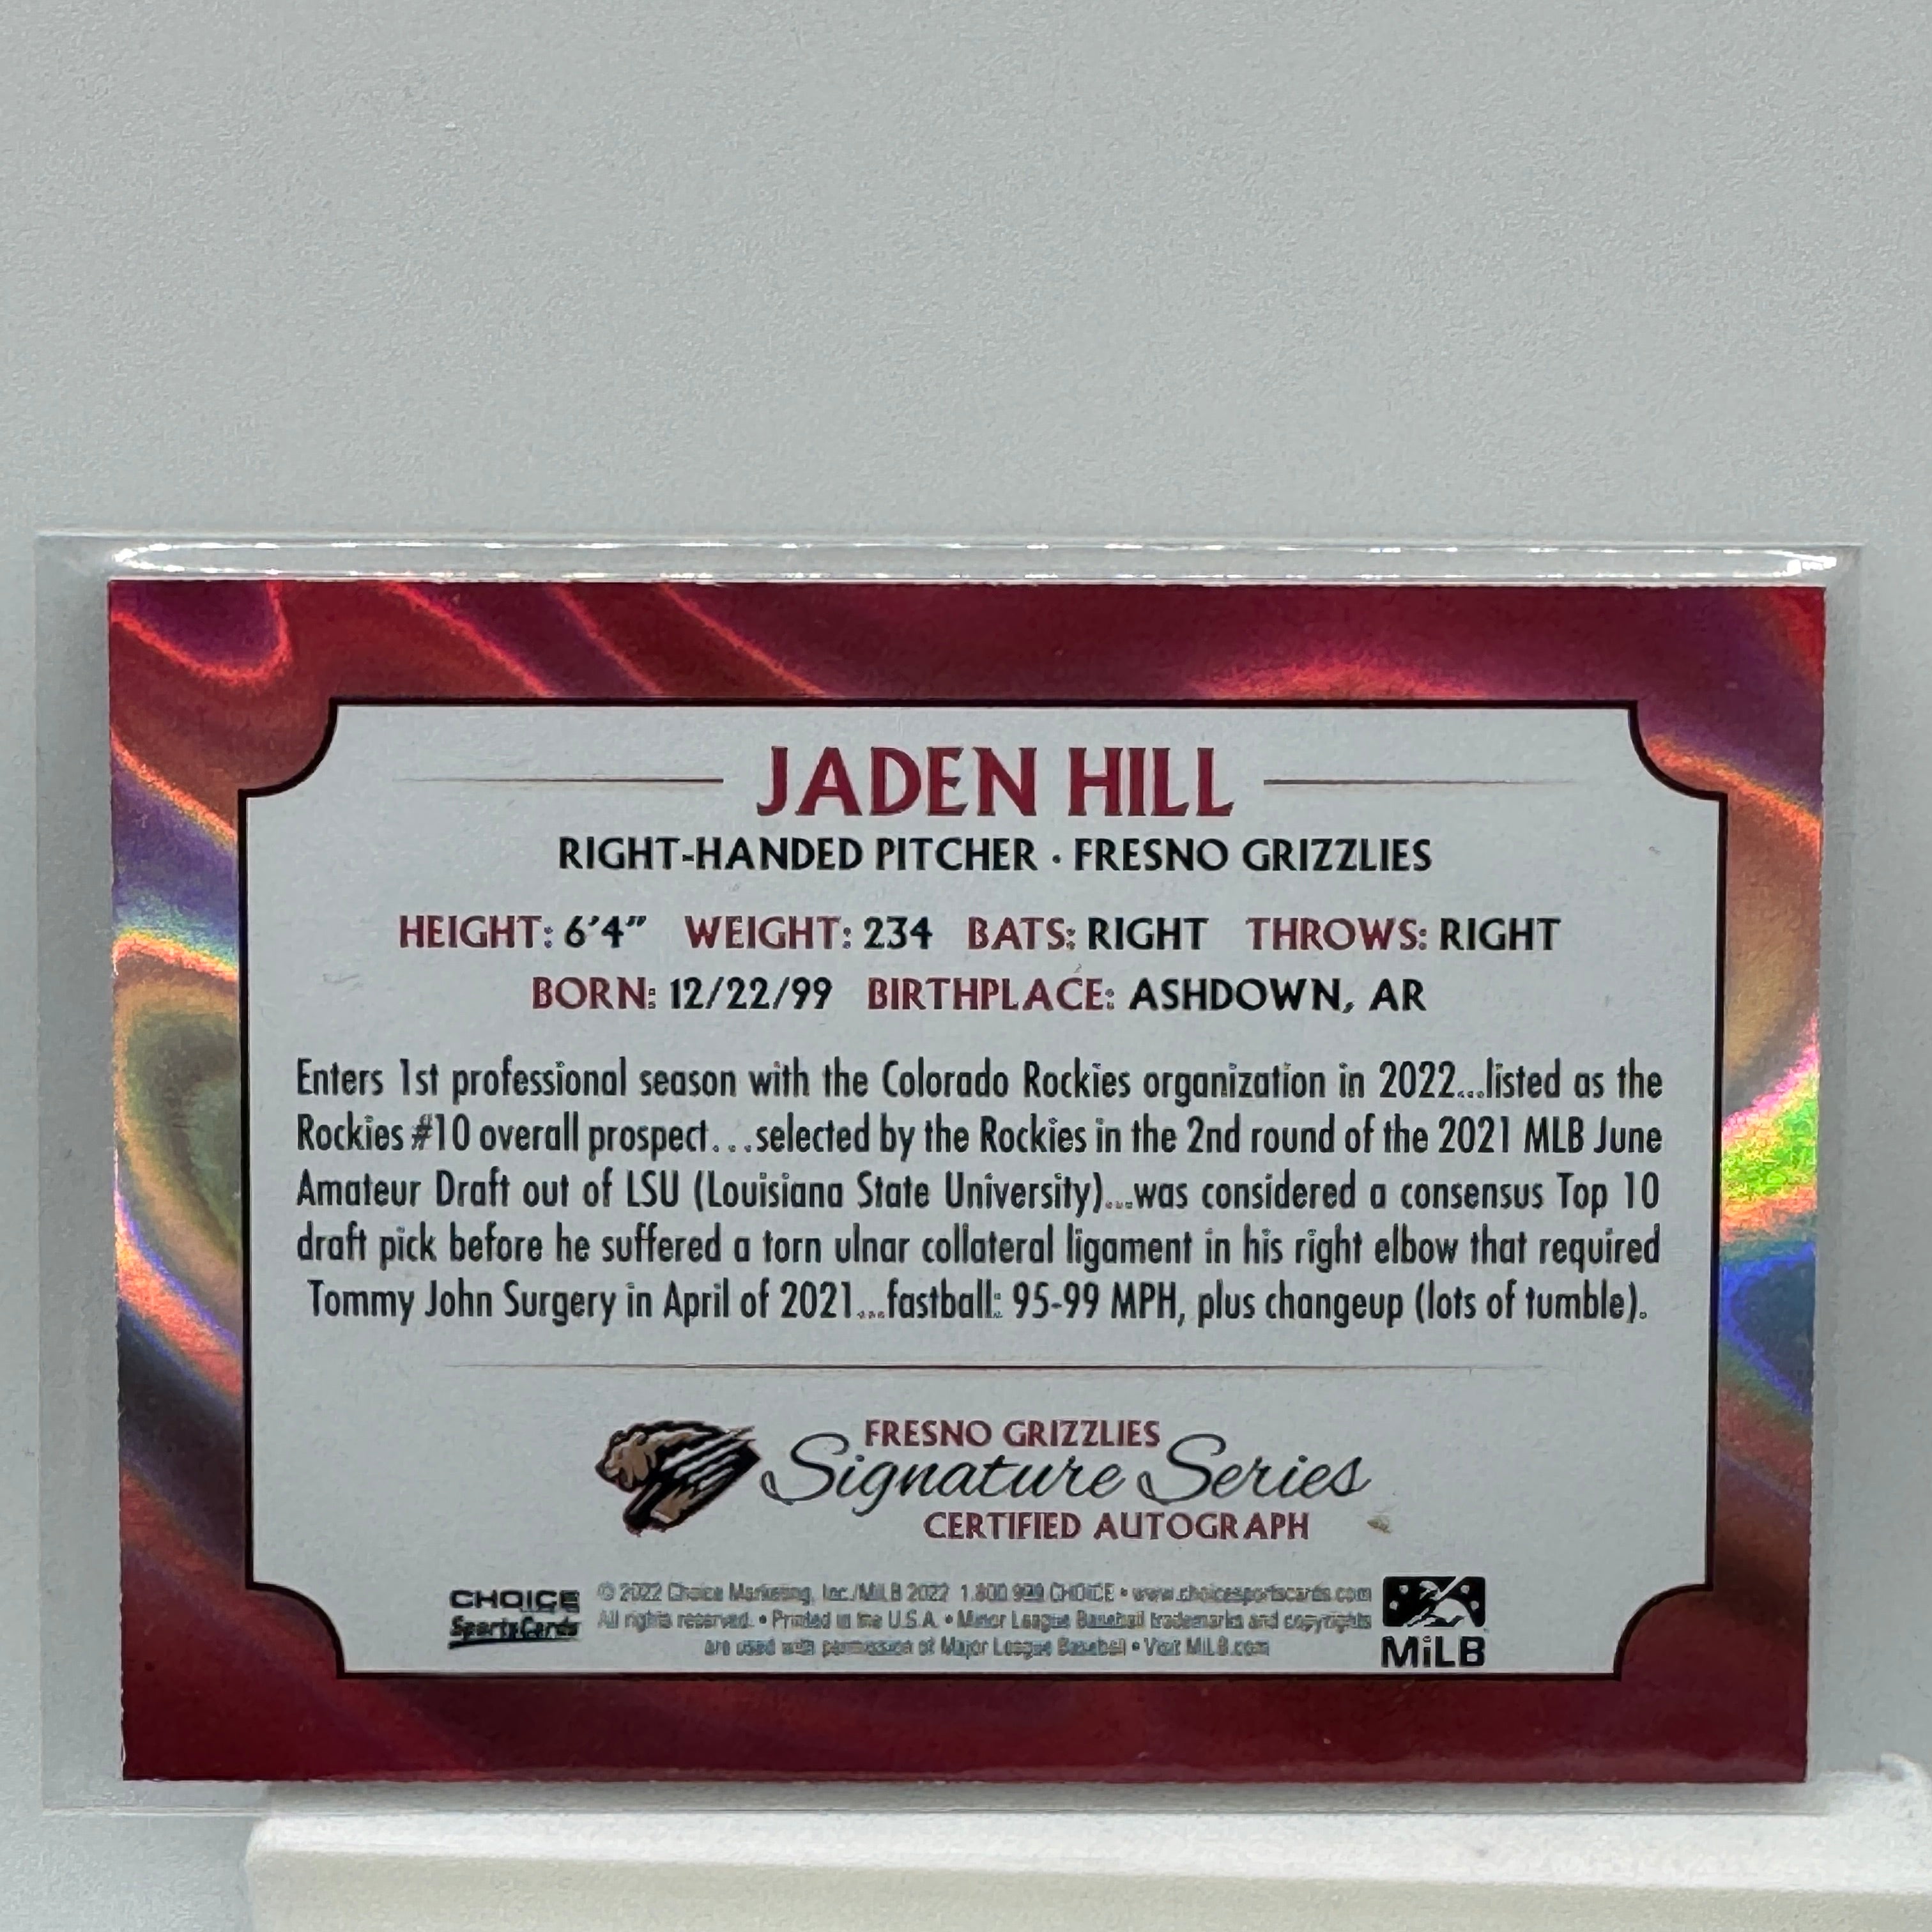 JADEN HILL
RIGHT-HANDED PITCHER · FRESNO GRIZZLIES
HEIGHT: 6'4" WEIGHT: 234 BATS: RIGHT THROWS: RIGHT
BORN: 12/22/99 BIRTHPLACE: ASHDOWN, AR
Enters 1st professional season with the Colorado Rockies organization in 2022...listed as the
Rockies #10 overall prospect...selected by the Rockies in the 2nd round of the 2021 MLB June
Amateur Draft out of LSU (Louisiana State University)...was considered a consensus Top 10
draft pick before he suffered a torn ulnar collateral ligament in his right elbow that required
Tommy John Surgery in April of 2021...fastball: 95-99 MPH, plus changeup (lots of tumble).
FRESNO GRIZZLIES
Signature Series
CERTIFIED AUTOGRAPH
CHOICE
SportsCards
© 2022 Choice Marketing, Inc./MiLB 2022 1.800.999.CHOICE • www.choicesportscards.com
All rights reserved. • Printed in the U.S.A. • Minor League Baseball trademarks and copyrights
are used with permission of Major League Baseball • Visit MiLB.com
MiLB